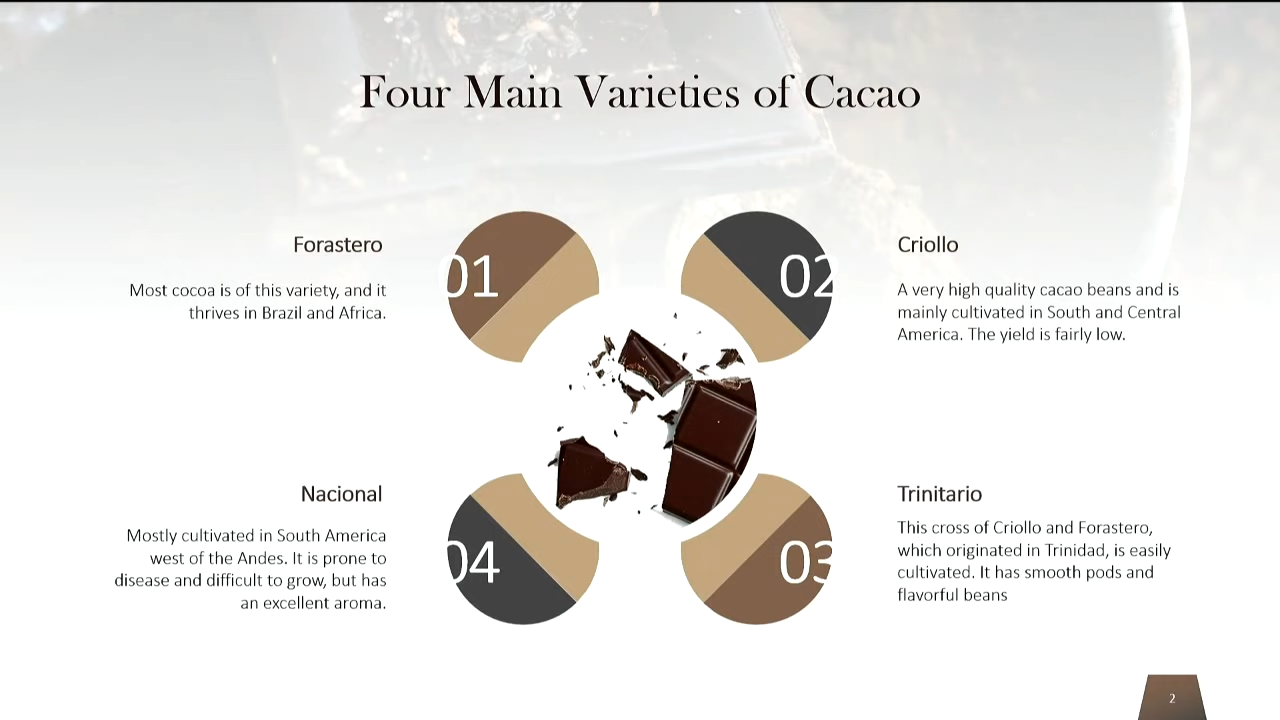 Four Main Varieties of Cacao
Forastero
Most cocoa is of this variety, and it
thrives in Brazil and Africa.
01
02
Criollo
A very high quality cacao beans and is
mainly cultivated in South and Central
America. The yield is fairly low.
Nacional
Mostly cultivated in South America
west of the Andes. It is prone to
disease and difficult to grow, but has
an excellent aroma.
04
03
Trinitario
This cross of Criollo and Forastero,
which originated in Trinidad, is easily
cultivated. It has smooth pods and
flavorful beans
2